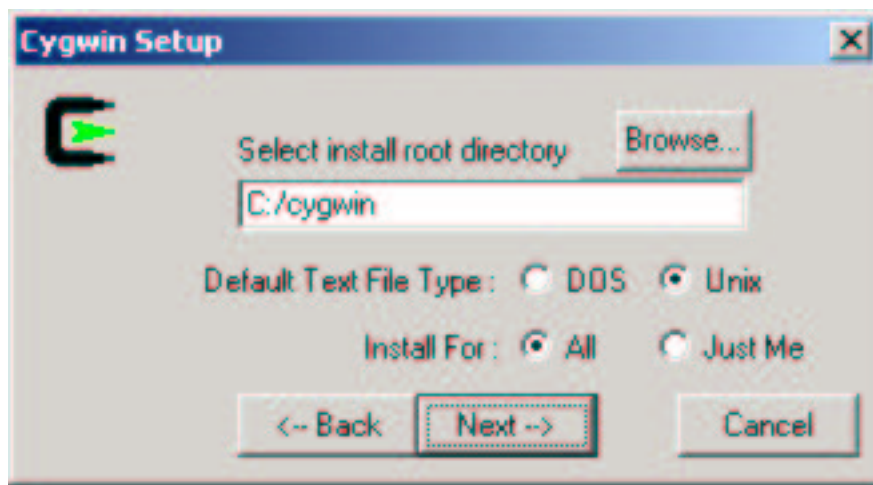 Cygwin Setup
Browse...
Select install root directory
C:/cygwin
Default Text File Type : DOS Unix
Install For : All Just Me
<-- Back Next --> Cancel